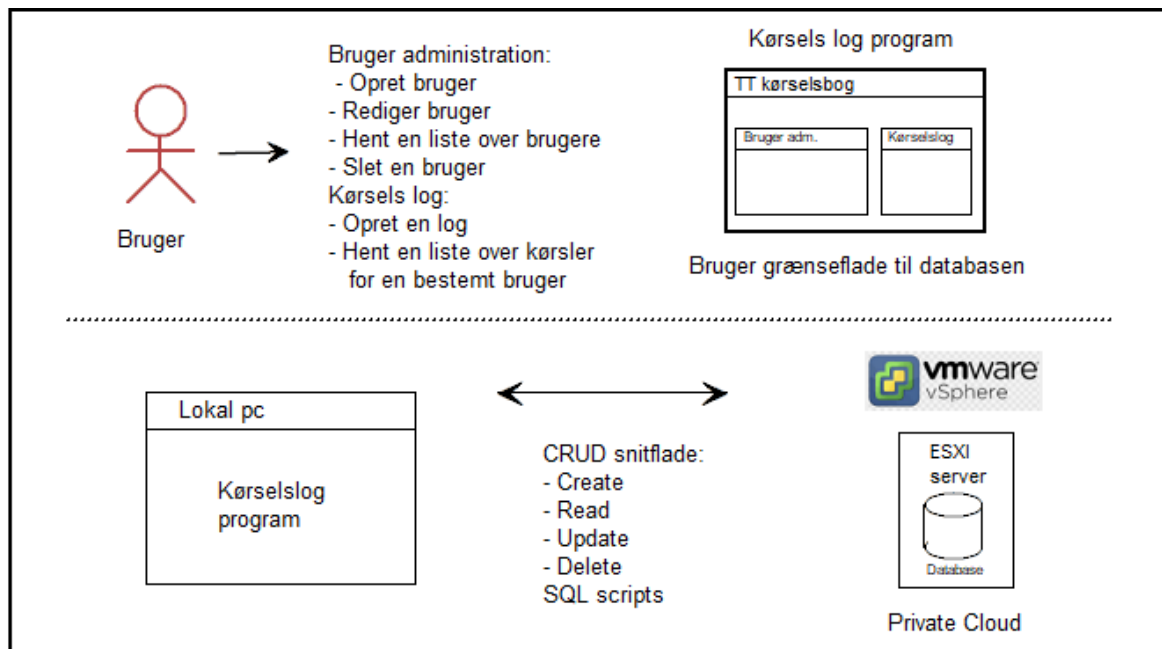 Bruger administration:
- Opret bruger
- Rediger bruger
- Hent en liste over brugere
- Slet en bruger
Kørsels log:
- Opret en log
- Hent en liste over kørsler
for en bestemt bruger
Bruger
Kørsels log program
TT kørselsbog
Bruger adm.
Kørselslog
Bruger grænseflade til databasen
Lokal pc
Kørselslog
program
CRUD snitflade:
- Create
- Read
- Update
- Delete
SQL scripts
vmware
vSphere
ESXI
server
Database
Private Cloud